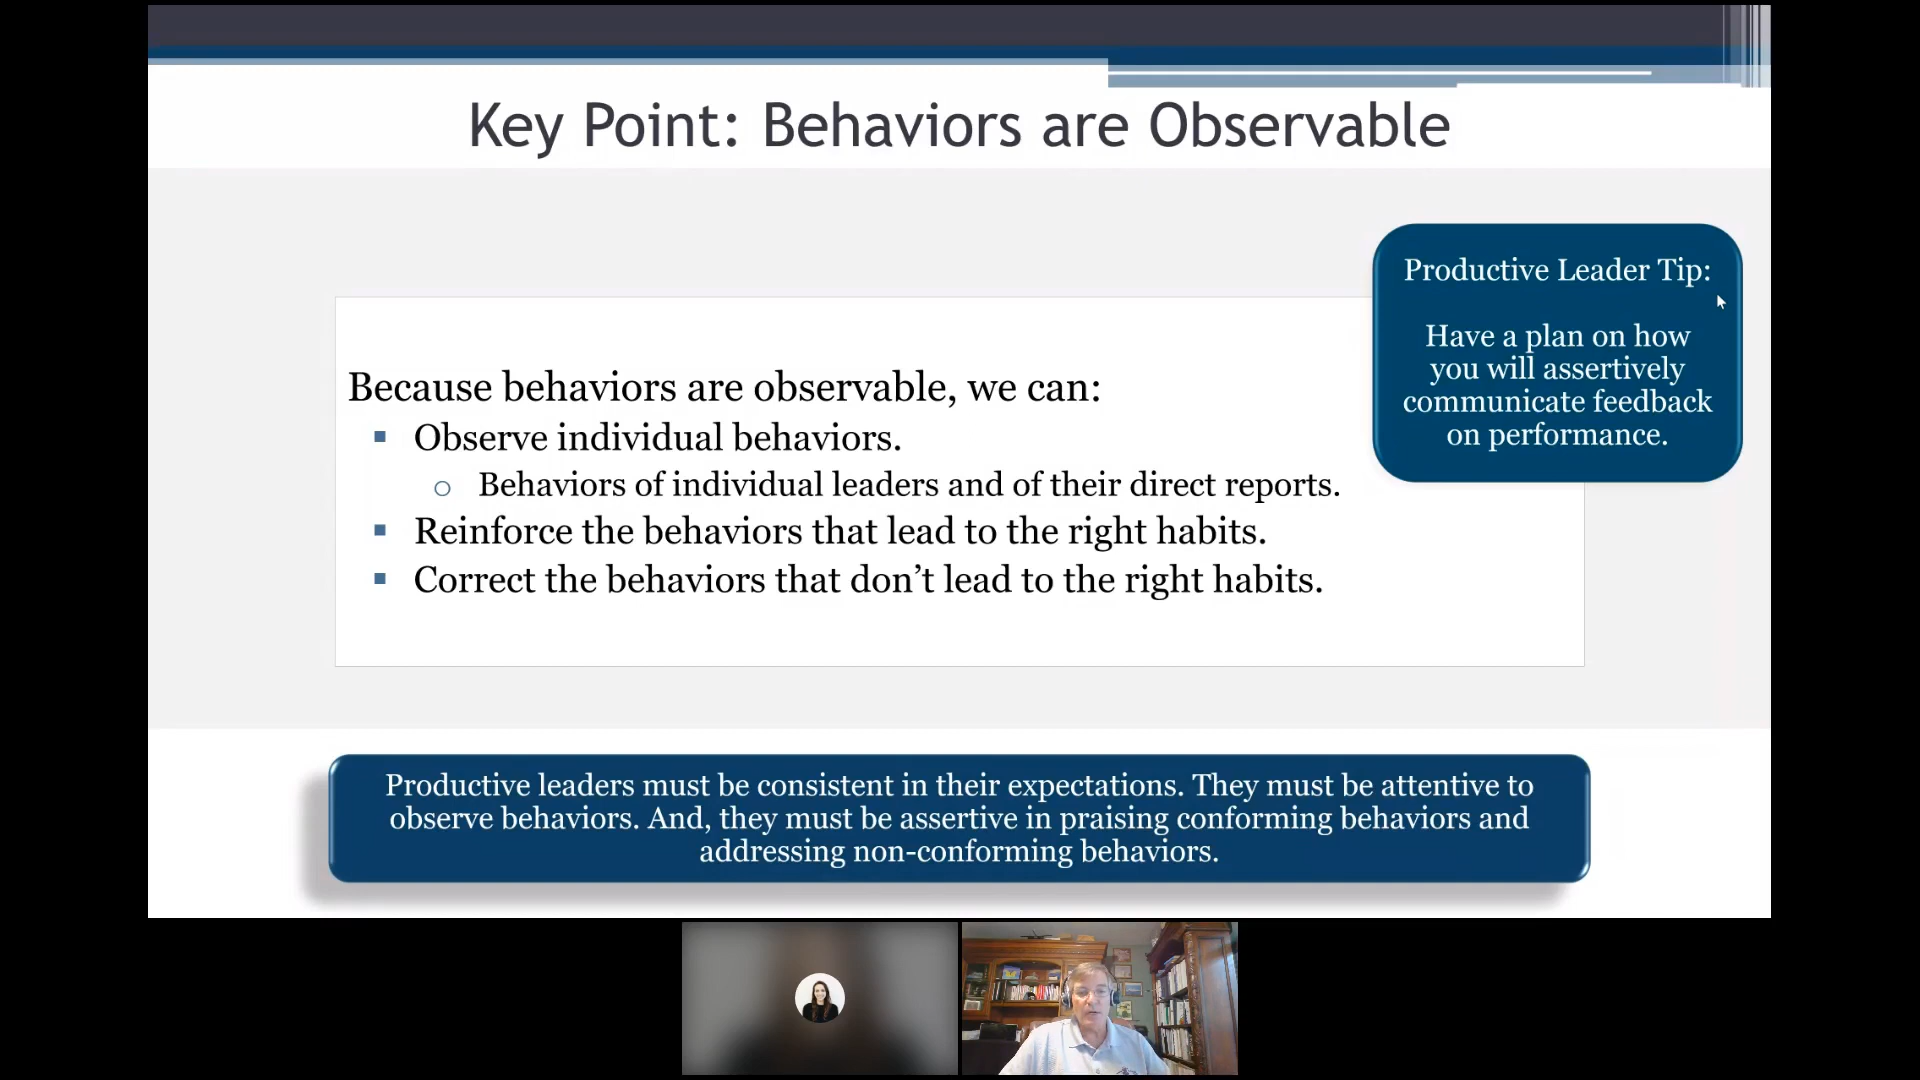 Key Point: Behaviors are Observable
Productive Leader Tip:
Have a plan on how
you will assertively
communicate feedback
on performance.
Because behaviors are observable, we can:
▪ Observe individual behaviors.
o Behaviors of individual leaders and of their direct reports.
▪ Reinforce the behaviors that lead to the right habits.
▪ Correct the behaviors that don’t lead to the right habits.
Productive leaders must be consistent in their expectations. They must be attentive to
observe behaviors. And, they must be assertive in praising conforming behaviors and
addressing non-conforming behaviors.